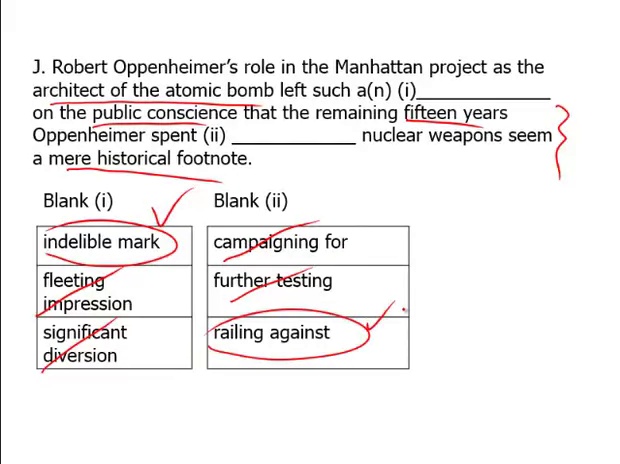 J. Robert Oppenheimer's role in the Manhattan project as the
architect of the atomic bomb left such a(n) (i)______________
on the public conscience that the remaining fifteen years
Oppenheimer spent (ii) _____________ nuclear weapons seem
a mere historical footnote.
Blank (i) Blank (ii)
indelible mark campaigning for
fleeting further testing
impression
significant railing against
diversion